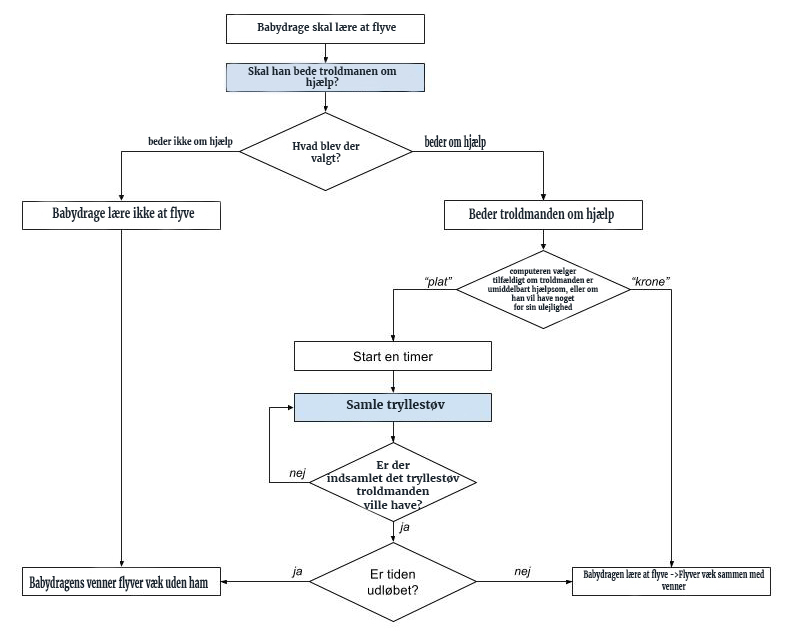 Babydrage skal lære at flyve
Skal han bede troldmanen om
hjælp?
beder ikke om hjælp
Hvad blev der
valgt?
beder om hjælp
Babydrage lære ikke at flyve
Beder troldmanden om hjælp
"plat"
computeren vælger
tilfældigt om troldmanden er
umiddelbart hjælpsom, eller om
han vil have noget
for sin ulejlighed
"krone"
Start en timer
Samle tryllestøv
nej
Er der
indsamlet det tryllestøv
troldmanden
ville have?
ja
Babydragens venner flyver væk uden ham
ja
Er tiden
udløbet?
nej
Babydragen lære at flyve ->Flyver væk sammen med
venner